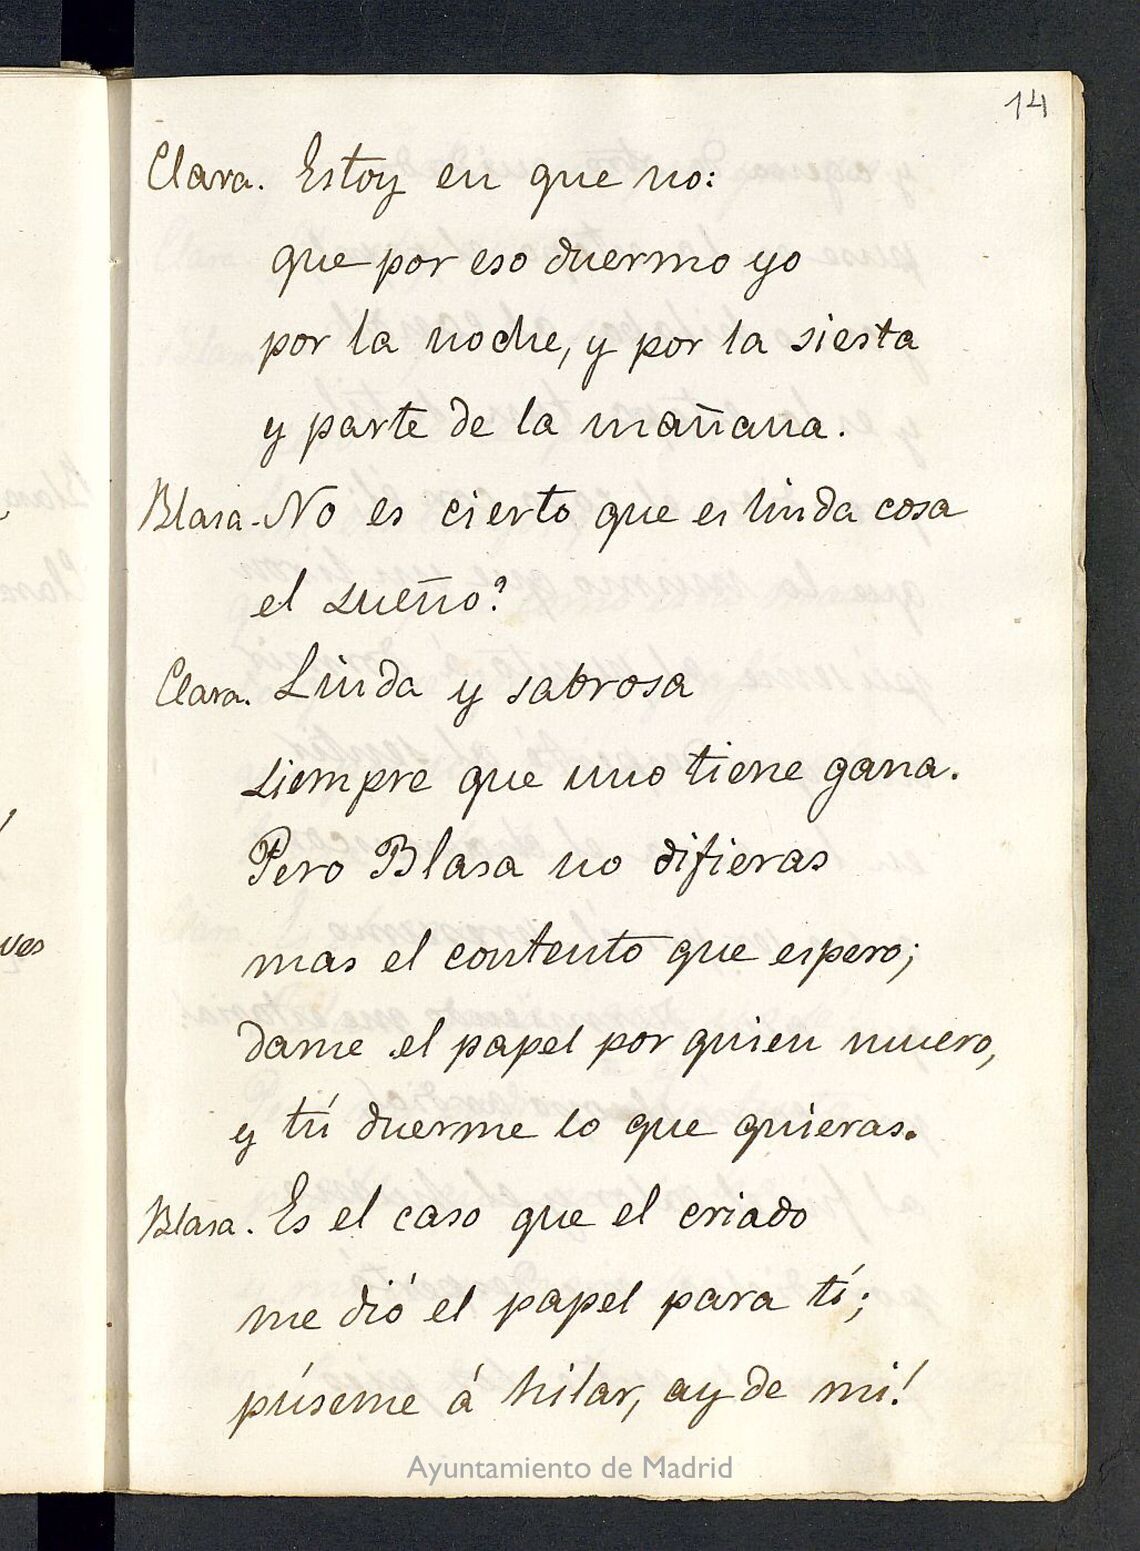 14
Clara. Estoy en que no:
que por eso duermo yo
por la noche, y por la siesta
y parte de la mañana.
Blasa - No es cierto que es linda cosa
el sueño?
Clara. Linda y sabrosa
siempre que uno tiene gana.
Pero Blasa no difieras
mas el contento que espero;
dame el papel por quien muero,
y tú duerme lo que quieras.
Blasa. Es el caso que el criado
me dió el papel para tí;
púseme á hilar, ay de mi!
ves
Ayuntamiento de Madrid